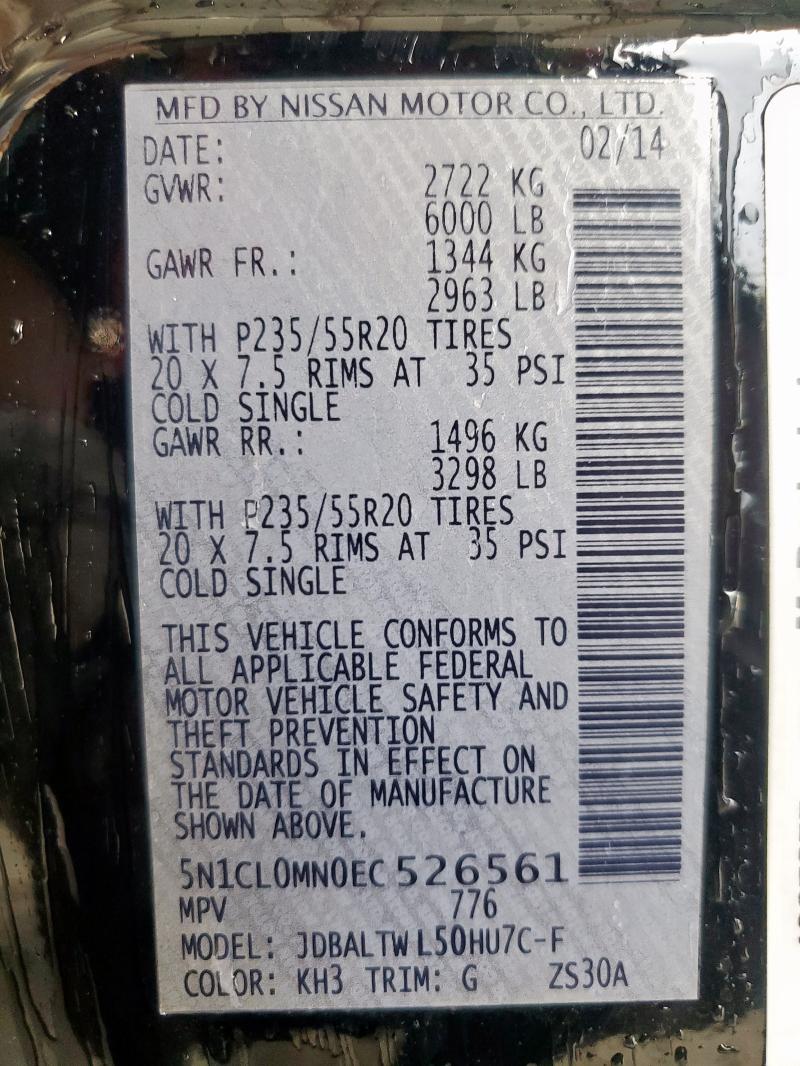 MFD BY NISSAN MOTOR CO., LTD.
DATE: 02/14
GVWR: 2722 KG
6000 LB
GAWR FR.: 1344 KG
2963 LB
WITH P235/55R20 TIRES
20 X 7.5 RIMS AT 35 PSI
COLD SINGLE
GAWR RR.: 1496 KG
3298 LB
WITH P235/55R20 TIRES
20 X 7.5 RIMS AT 35 PSI
COLD SINGLE
THIS VEHICLE CONFORMS TO
ALL APPLICABLE FEDERAL
MOTOR VEHICLE SAFETY AND
THEFT PREVENTION
STANDARDS IN EFFECT ON
THE DATE OF MANUFACTURE
SHOWN ABOVE.
5N1CL0MN0EC 526561
MPV 776
MODEL: JDBALTW L50HU7C-F
COLOR: KH3 TRIM: G ZS30A